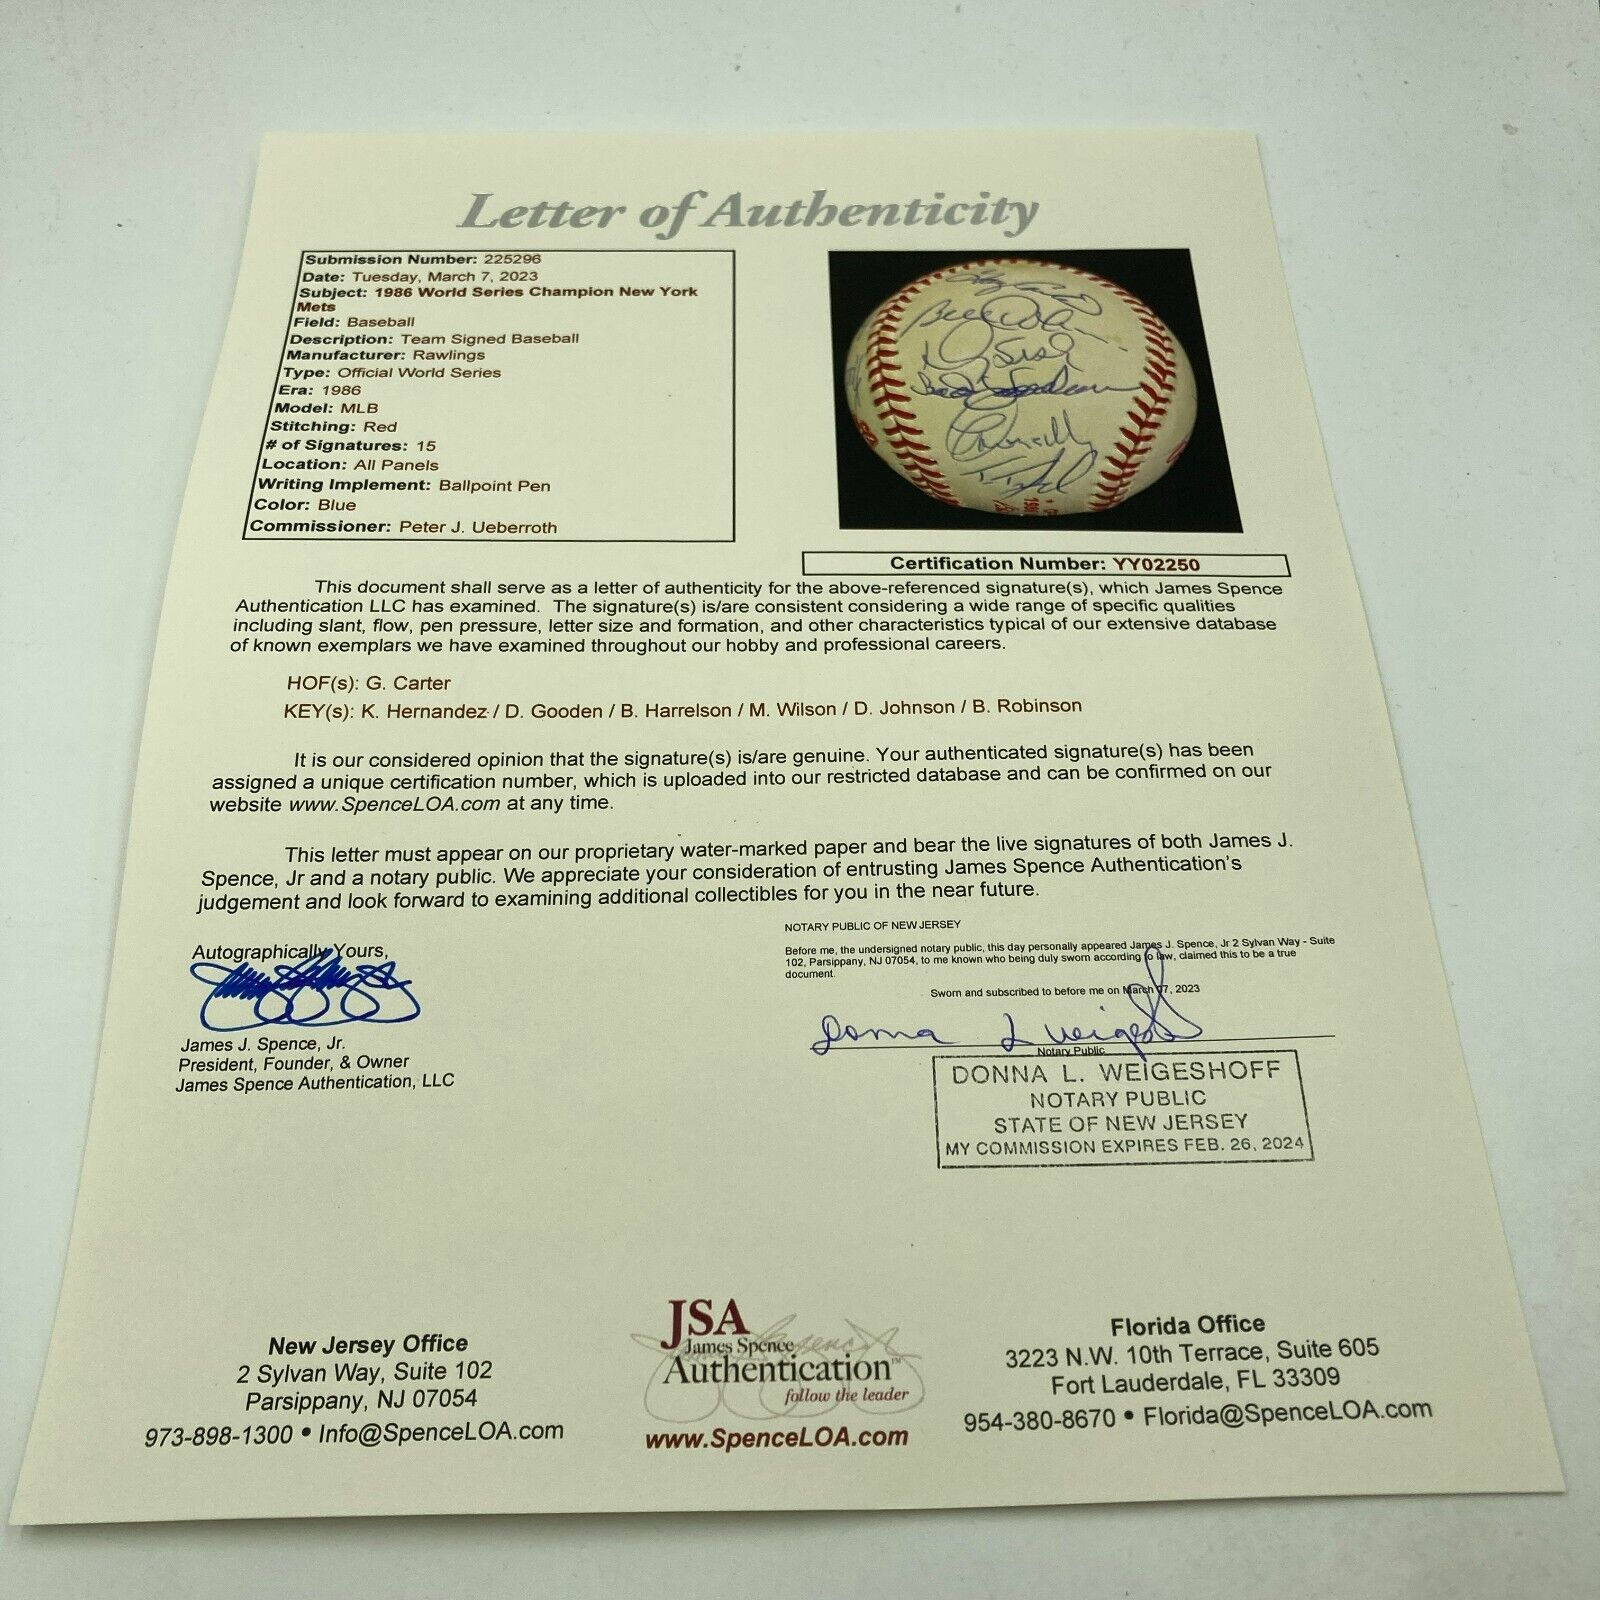 Letter of Authenticity
Submission Number: 225296
Date: Tuesday, March 7, 2023
Subject: 1986 World Series Champion New York
Mets
Field: Baseball
Description: Team Signed Baseball
Manufacturer: Rawlings
Type: Official World Series
Era: 1986
Model: MLB
Stitching: Red
# of Signatures: 15
Location: All Panels
Writing Implement: Ballpoint Pen
Color: Blue
Commissioner: Peter J. Ueberroth
Certification Number: YY02250
This document shall serve as a letter of authenticity for the above-referenced signature(s), which James Spence
Authentication LLC has examined. The signature(s) is/are consistent considering a wide range of specific qualities
including slant, flow, pen pressure, letter size and formation, and other characteristics typical of our extensive database
of known exemplars we have examined throughout our hobby and professional careers.
HOF(s): G. Carter
KEY(s): K. Hernandez / D. Gooden / B. Harrelson / M. Wilson / D. Johnson / B. Robinson
It is our considered opinion that the signature(s) is/are genuine. Your authenticated signature(s) has been
assigned a unique certification number, which is uploaded into our restricted database and can be confirmed on our
website www.SpenceLOA.com at any time.
This letter must appear on our proprietary water-marked paper and bear the live signatures of both James J.
Spence, Jr and a notary public. We appreciate your consideration of entrusting James Spence Authentication's
judgement and look forward to examining additional collectibles for you in the near future.
Autographically Yours,
James J. Spence, Jr.
President, Founder, & Owner
James Spence Authentication, LLC
NOTARY PUBLIC OF NEW JERSEY
Before me, the undersigned notary public, this day personally appeared James J. Spence, Jr 2 Sylvan Way - Suite
102, Parsippany, NJ 07054, to me known who being duly sworn according to law, claimed this to be a true
document.
Sworn and subscribed to before me on March 07, 2023
Donna L Weigeshoff
Notary Public
DONNA L. WEIGESHOFF
NOTARY PUBLIC
STATE OF NEW JERSEY
MY COMMISSION EXPIRES FEB. 26, 2024
New Jersey Office
2 Sylvan Way, Suite 102
Parsippany, NJ 07054
973-898-1300 • Info@SpenceLOA.com
JSA
James Spence
Authentication™
follow the leader
www.SpenceLOA.com
Florida Office
3223 N.W. 10th Terrace, Suite 605
Fort Lauderdale, FL 33309
954-380-8670 • Florida@SpenceLOA.com